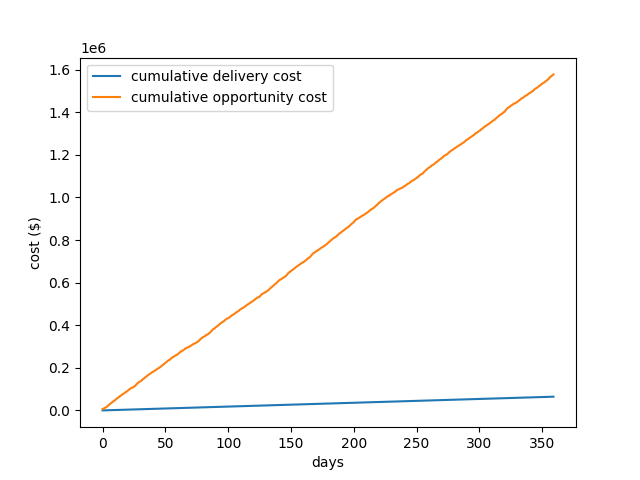 1e6
cumulative delivery cost
cumulative opportunity cost
cost ($)
1.6
1.4
1.2
1.0
0.8
0.6
0.4
0.2
0.0
0 50 100 150 200 250 300 350
days